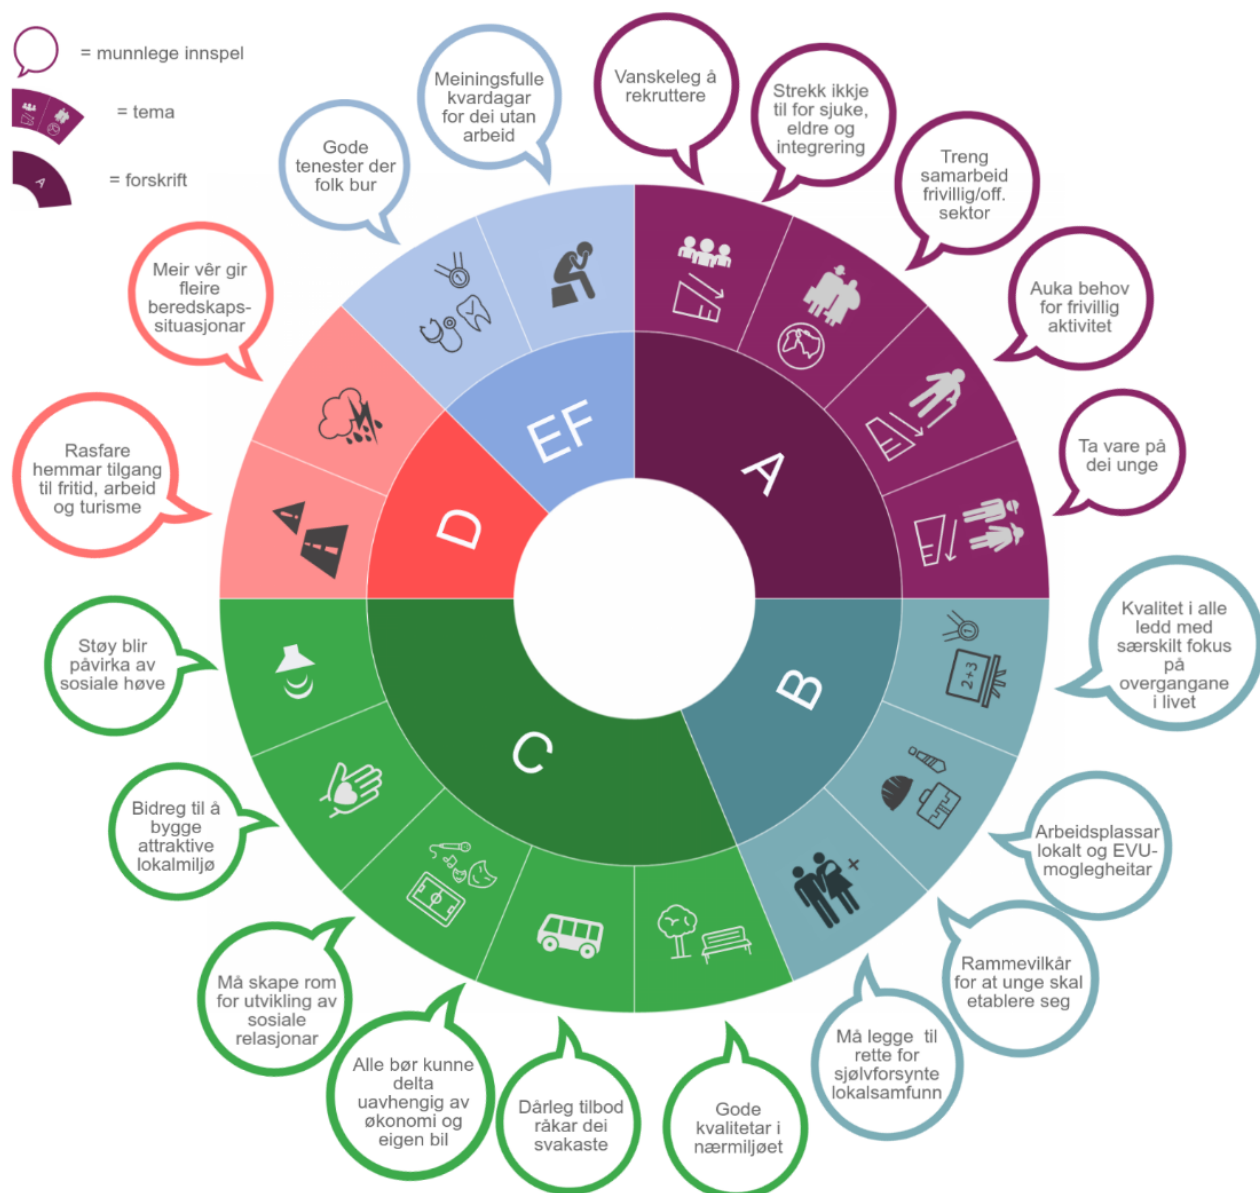 = munnlege innspel
= tema
= forskrift
A
Meiningsfulle
kvardagar
for dei utan
arbeid
Vanskeleg å
rekruttere
Strekk ikkje
til for sjuke,
eldre og
integrering
Treng
samarbeid
frivillig/off.
sektor
Auka behov
for frivillig
aktivitet
Ta vare på
dei unge
Kvalitet i alle
ledd med
særskilt fokus
på
overgangane
i livet
Arbeidsplassar
lokalt og EVU-
moglegheitar
Rammevilkår
for at unge skal
etablere seg
Må legge til
rette for
sjølvforsynte
lokalsamfunn
Gode
kvalitetar i
nærmiljøet
Dårleg tilbod
råkar dei
svakaste
Alle bør kunne
delta
uavhengig av
økonomi og
eigen bil
Må skape rom
for utvikling av
sosiale
relasjonar
Bidreg til å
bygge
attraktive
lokalmiljø
Støy blir
påvirka av
sosiale høve
Rasfare
hemmar tilgang
til fritid, arbeid
og turisme
Meir vêr gir
fleire
beredskaps-
situasjonar
Gode
tenester der
folk bur
A
B
C
D
EF
2+3
1
1